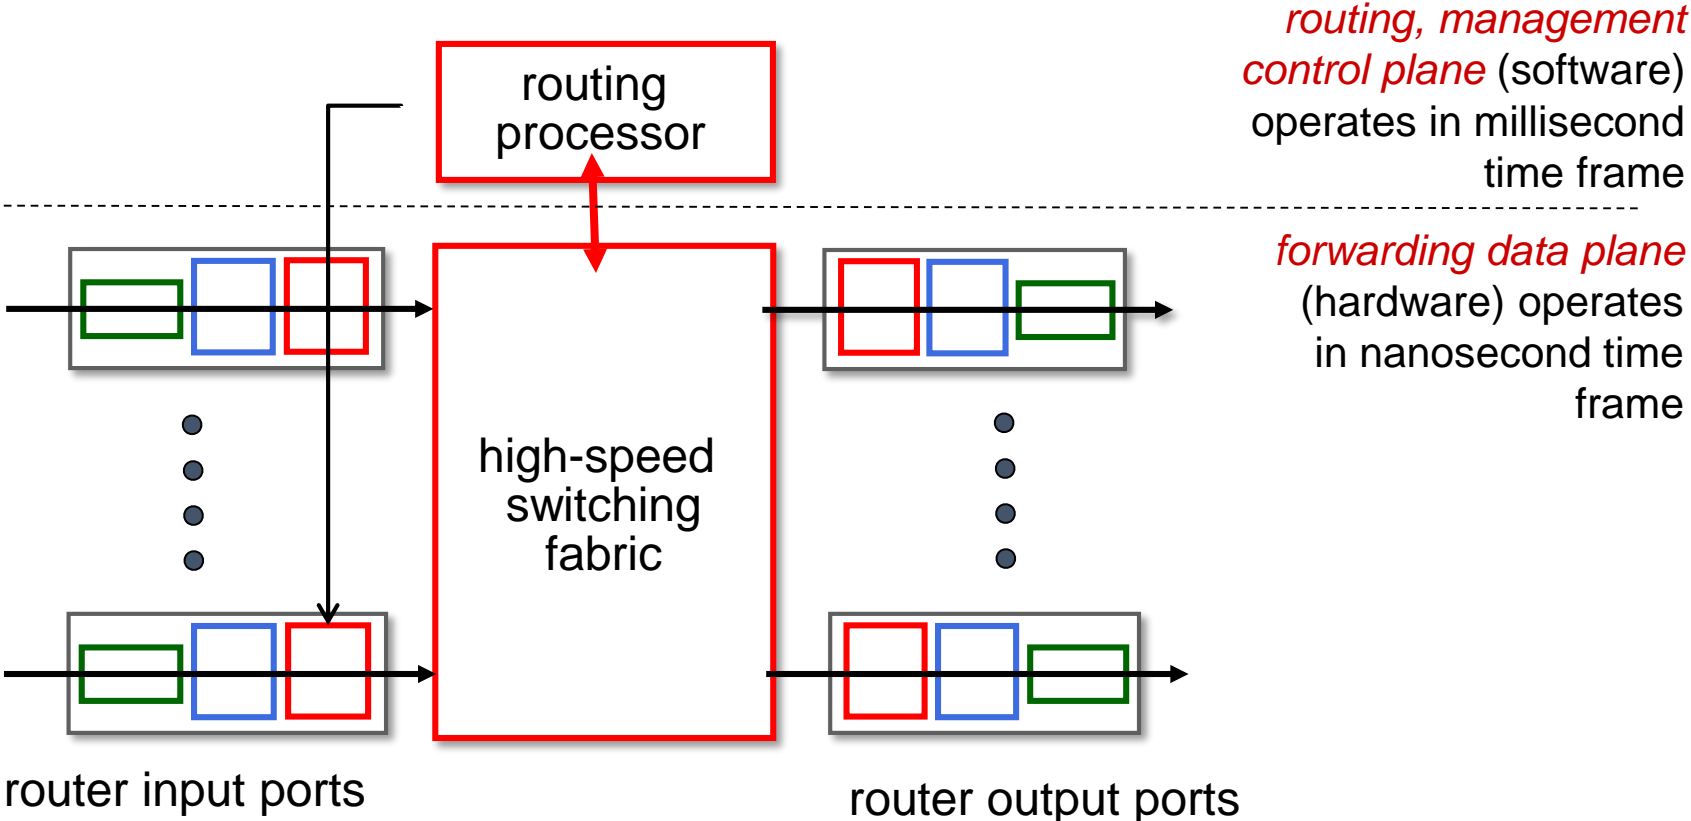 routing, management
control plane (software)
operates in millisecond
time frame
routing
processor
forwarding data plane
(hardware) operates
in nanosecond time
frame
high-speed
switching
fabric
router input ports
router output ports